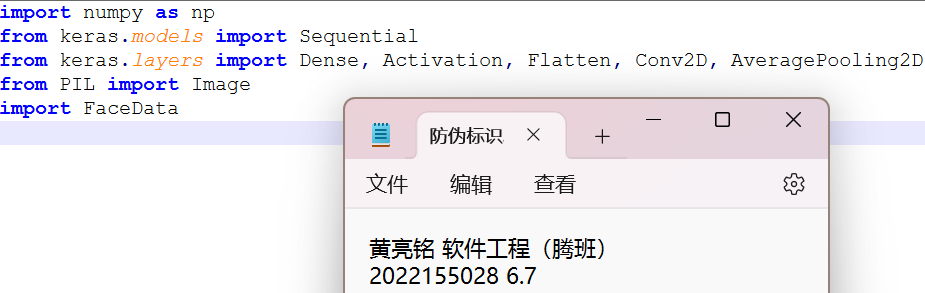 import numpy as np
from keras.models import Sequential
from keras.layers import Dense, Activation, Flatten, Conv2D, AveragePooling2D
from PIL import Image
import FaceData
防伪标识
文件 编辑 查看
黄亮铭 软件工程（腾班）
2022155028 6.7